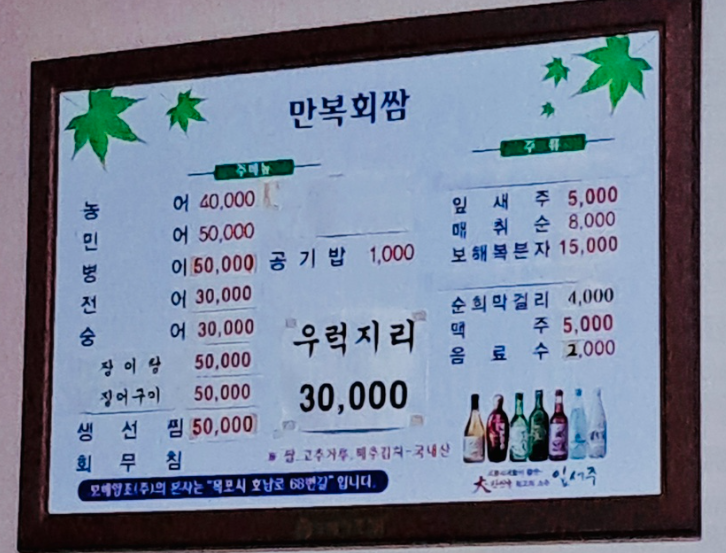 만복회쌈
주메뉴
농 어 40,000
민 어 50,000
병 어 50,000
전 어 30,000
숭 어 30,000
장어탕 50,000
장어구이 50,000
생선찜 50,000
회무침
공기밥 1,000
우럭지리
30,000
※ 쌀, 고추가루, 배추김치-국내산
주류
잎새주 5,000
매취순 8,000
보해복분자 15,000
순희막걸리 4,000
맥주 5,000
음료수 2,000
잎새주
보해양조(주)의 본사는 "목포시 호남로 68번길" 입니다.